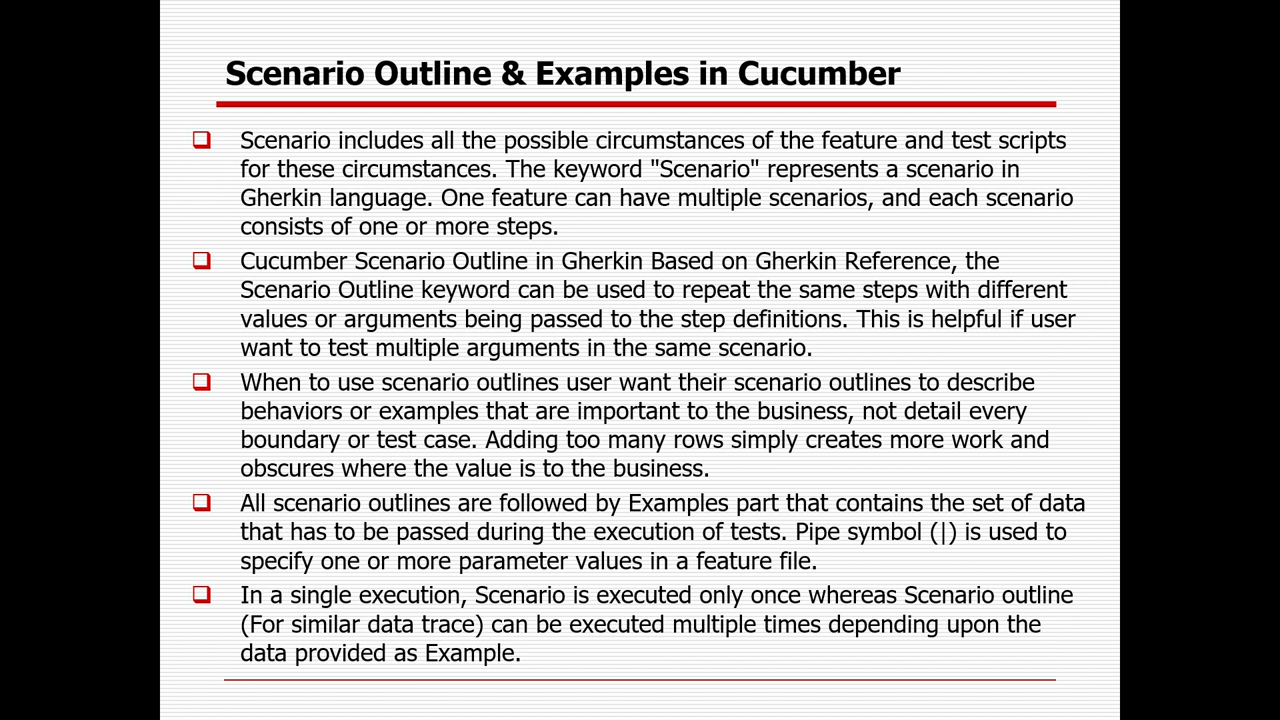 Scenario Outline & Examples in Cucumber
Scenario includes all the possible circumstances of the feature and test scripts
for these circumstances. The keyword "Scenario" represents a scenario in
Gherkin language. One feature can have multiple scenarios, and each scenario
consists of one or more steps.
Cucumber Scenario Outline in Gherkin Based on Gherkin Reference, the
Scenario Outline keyword can be used to repeat the same steps with different
values or arguments being passed to the step definitions. This is helpful if user
want to test multiple arguments in the same scenario.
When to use scenario outlines user want their scenario outlines to describe
behaviors or examples that are important to the business, not detail every
boundary or test case. Adding too many rows simply creates more work and
obscures where the value is to the business.
All scenario outlines are followed by Examples part that contains the set of data
that has to be passed during the execution of tests. Pipe symbol (|) is used to
specify one or more parameter values in a feature file.
In a single execution, Scenario is executed only once whereas Scenario outline
(For similar data trace) can be executed multiple times depending upon the
data provided as Example.